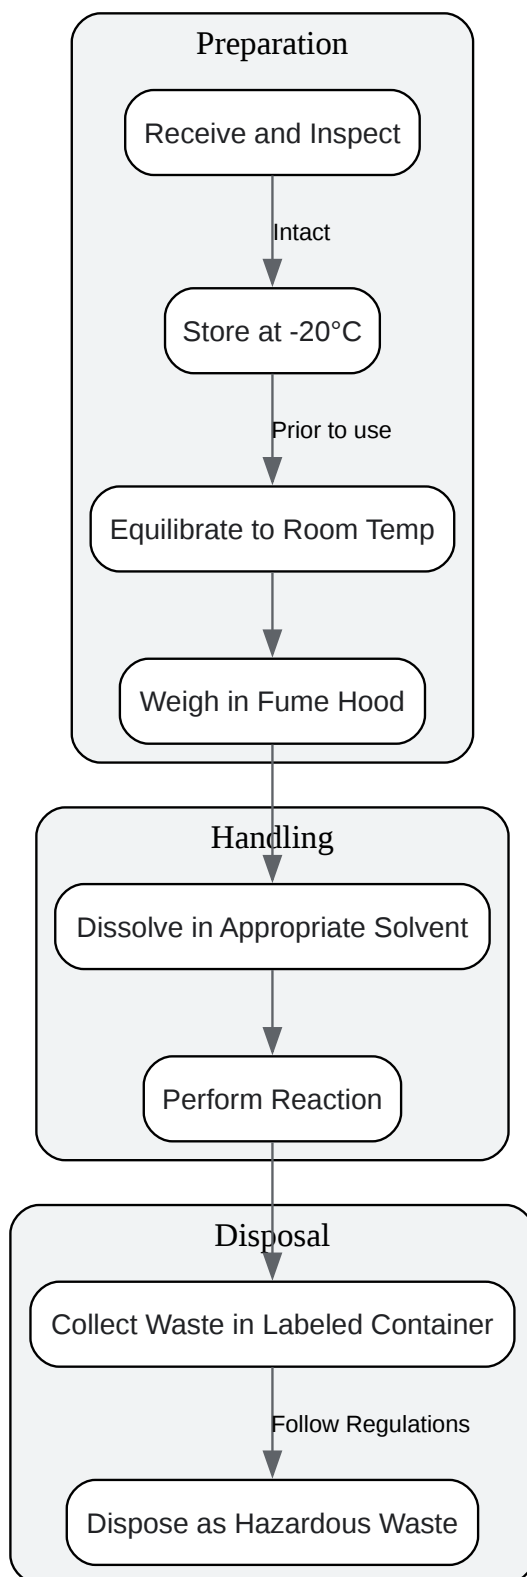 Preparation
Receive and Inspect
Intact
Store at -20°C
Prior to use
Equilibrate to Room Temp
Weigh in Fume Hood
Handling
Dissolve in Appropriate Solvent
Perform Reaction
Disposal
Collect Waste in Labeled Container
Follow Regulations
Dispose as Hazardous Waste